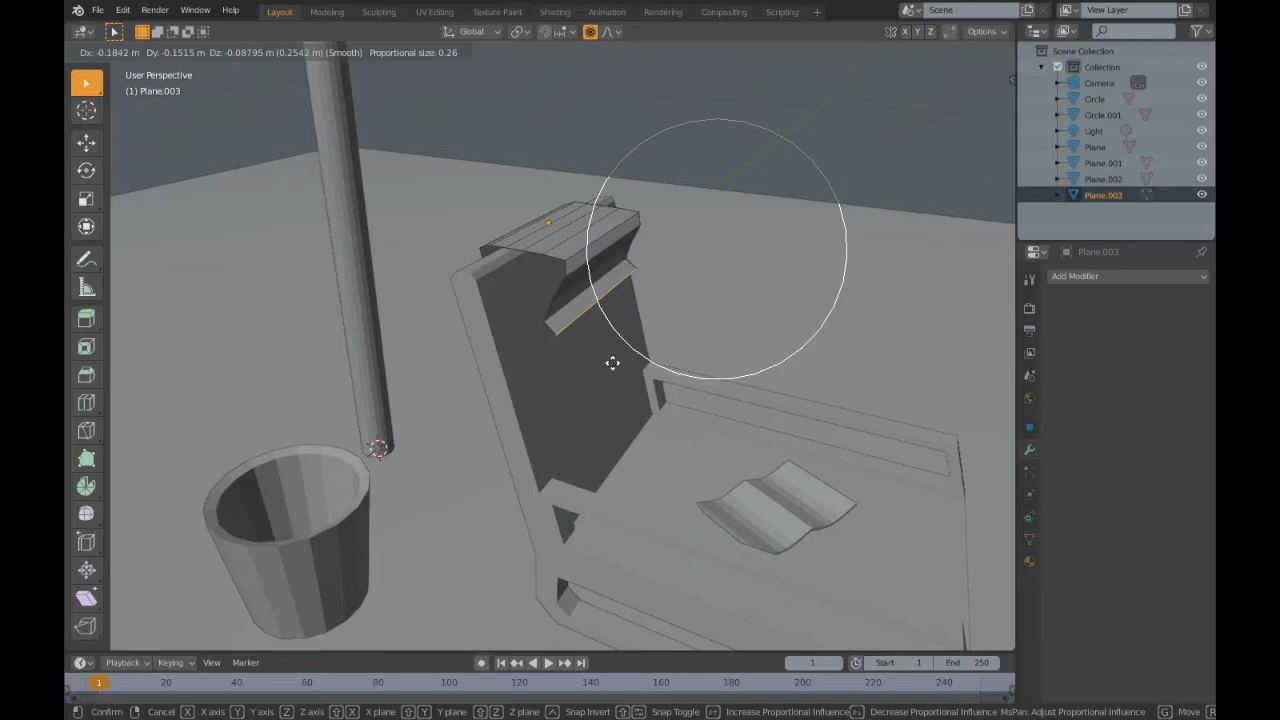 File Edit Render Window Help Layout Modeling Sculpting UV Editing Texture Paint Shading Animation Rendering Compositing Scripting Scene View Layer
Global X Y Z Options
Dx: -0.1842 m Dy: -0.1515 m Dz: -0.08795 m (0.2542 m) (Smooth) Proportional size: 0.26
User Perspective
(1) Plane.003
Scene Collection
Collection
Camera
Circle
Circle.001
Light
Plane
Plane.001
Plane.002
Plane.003
Plane.003
Add Modifier
Playback Keying View Marker 1 Start 1 End 250
1 20 40 60 80 100 120 140 160 180 200 220 240
Confirm Cancel X X axis Y Y axis Z Z axis X X plane Y Y plane Z Z plane Snap Invert Snap Toggle Increase Proportional Influence Decrease Proportional Influence MsPan: Adjust Proportional Influence G Move R